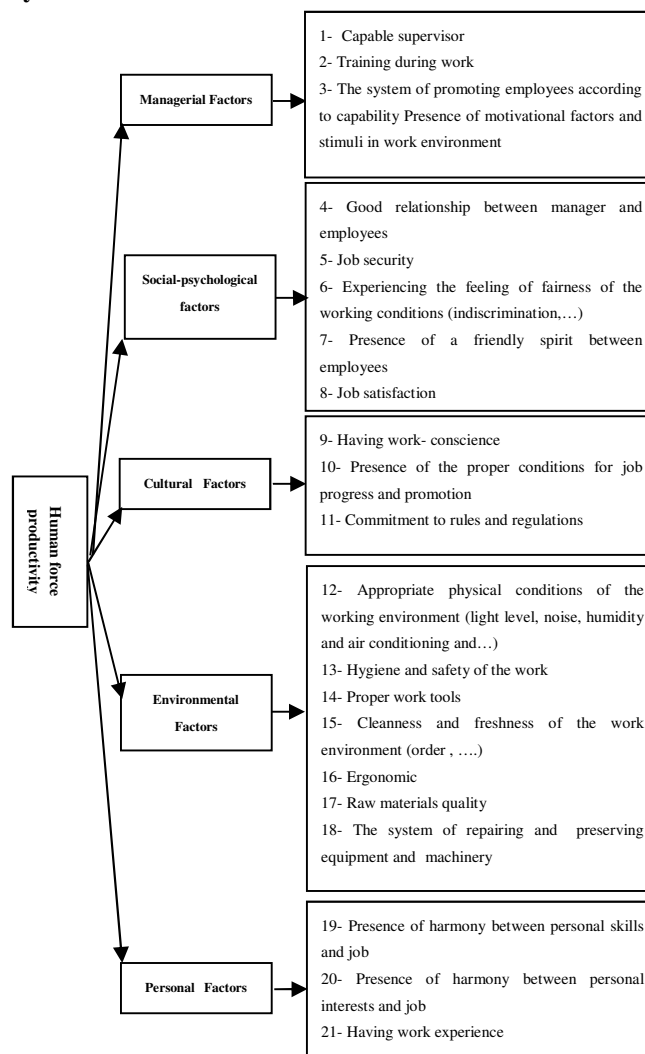 Human force
productivity
Managerial Factors
1- Capable supervisor
2- Training during work
3- The system of promoting employees according
to capability Presence of motivational factors and
stimuli in work environment
Social-psychological
factors
4- Good relationship between manager and
employees
5- Job security
6- Experiencing the feeling of fairness of the
working conditions (indiscrimination,…)
7- Presence of a friendly spirit between
employees
8- Job satisfaction
Cultural Factors
9- Having work- conscience
10- Presence of the proper conditions for job
progress and promotion
11- Commitment to rules and regulations
Environmental
Factors
12- Appropriate physical conditions of the
working environment (light level, noise, humidity
and air conditioning and…)
13- Hygiene and safety of the work
14- Proper work tools
15- Cleanness and freshness of the work
environment (order , ….)
16- Ergonomic
17- Raw materials quality
18- The system of repairing and preserving
equipment and machinery
Personal Factors
19- Presence of harmony between personal skills
and job
20- Presence of harmony between personal
interests and job
21- Having work experience